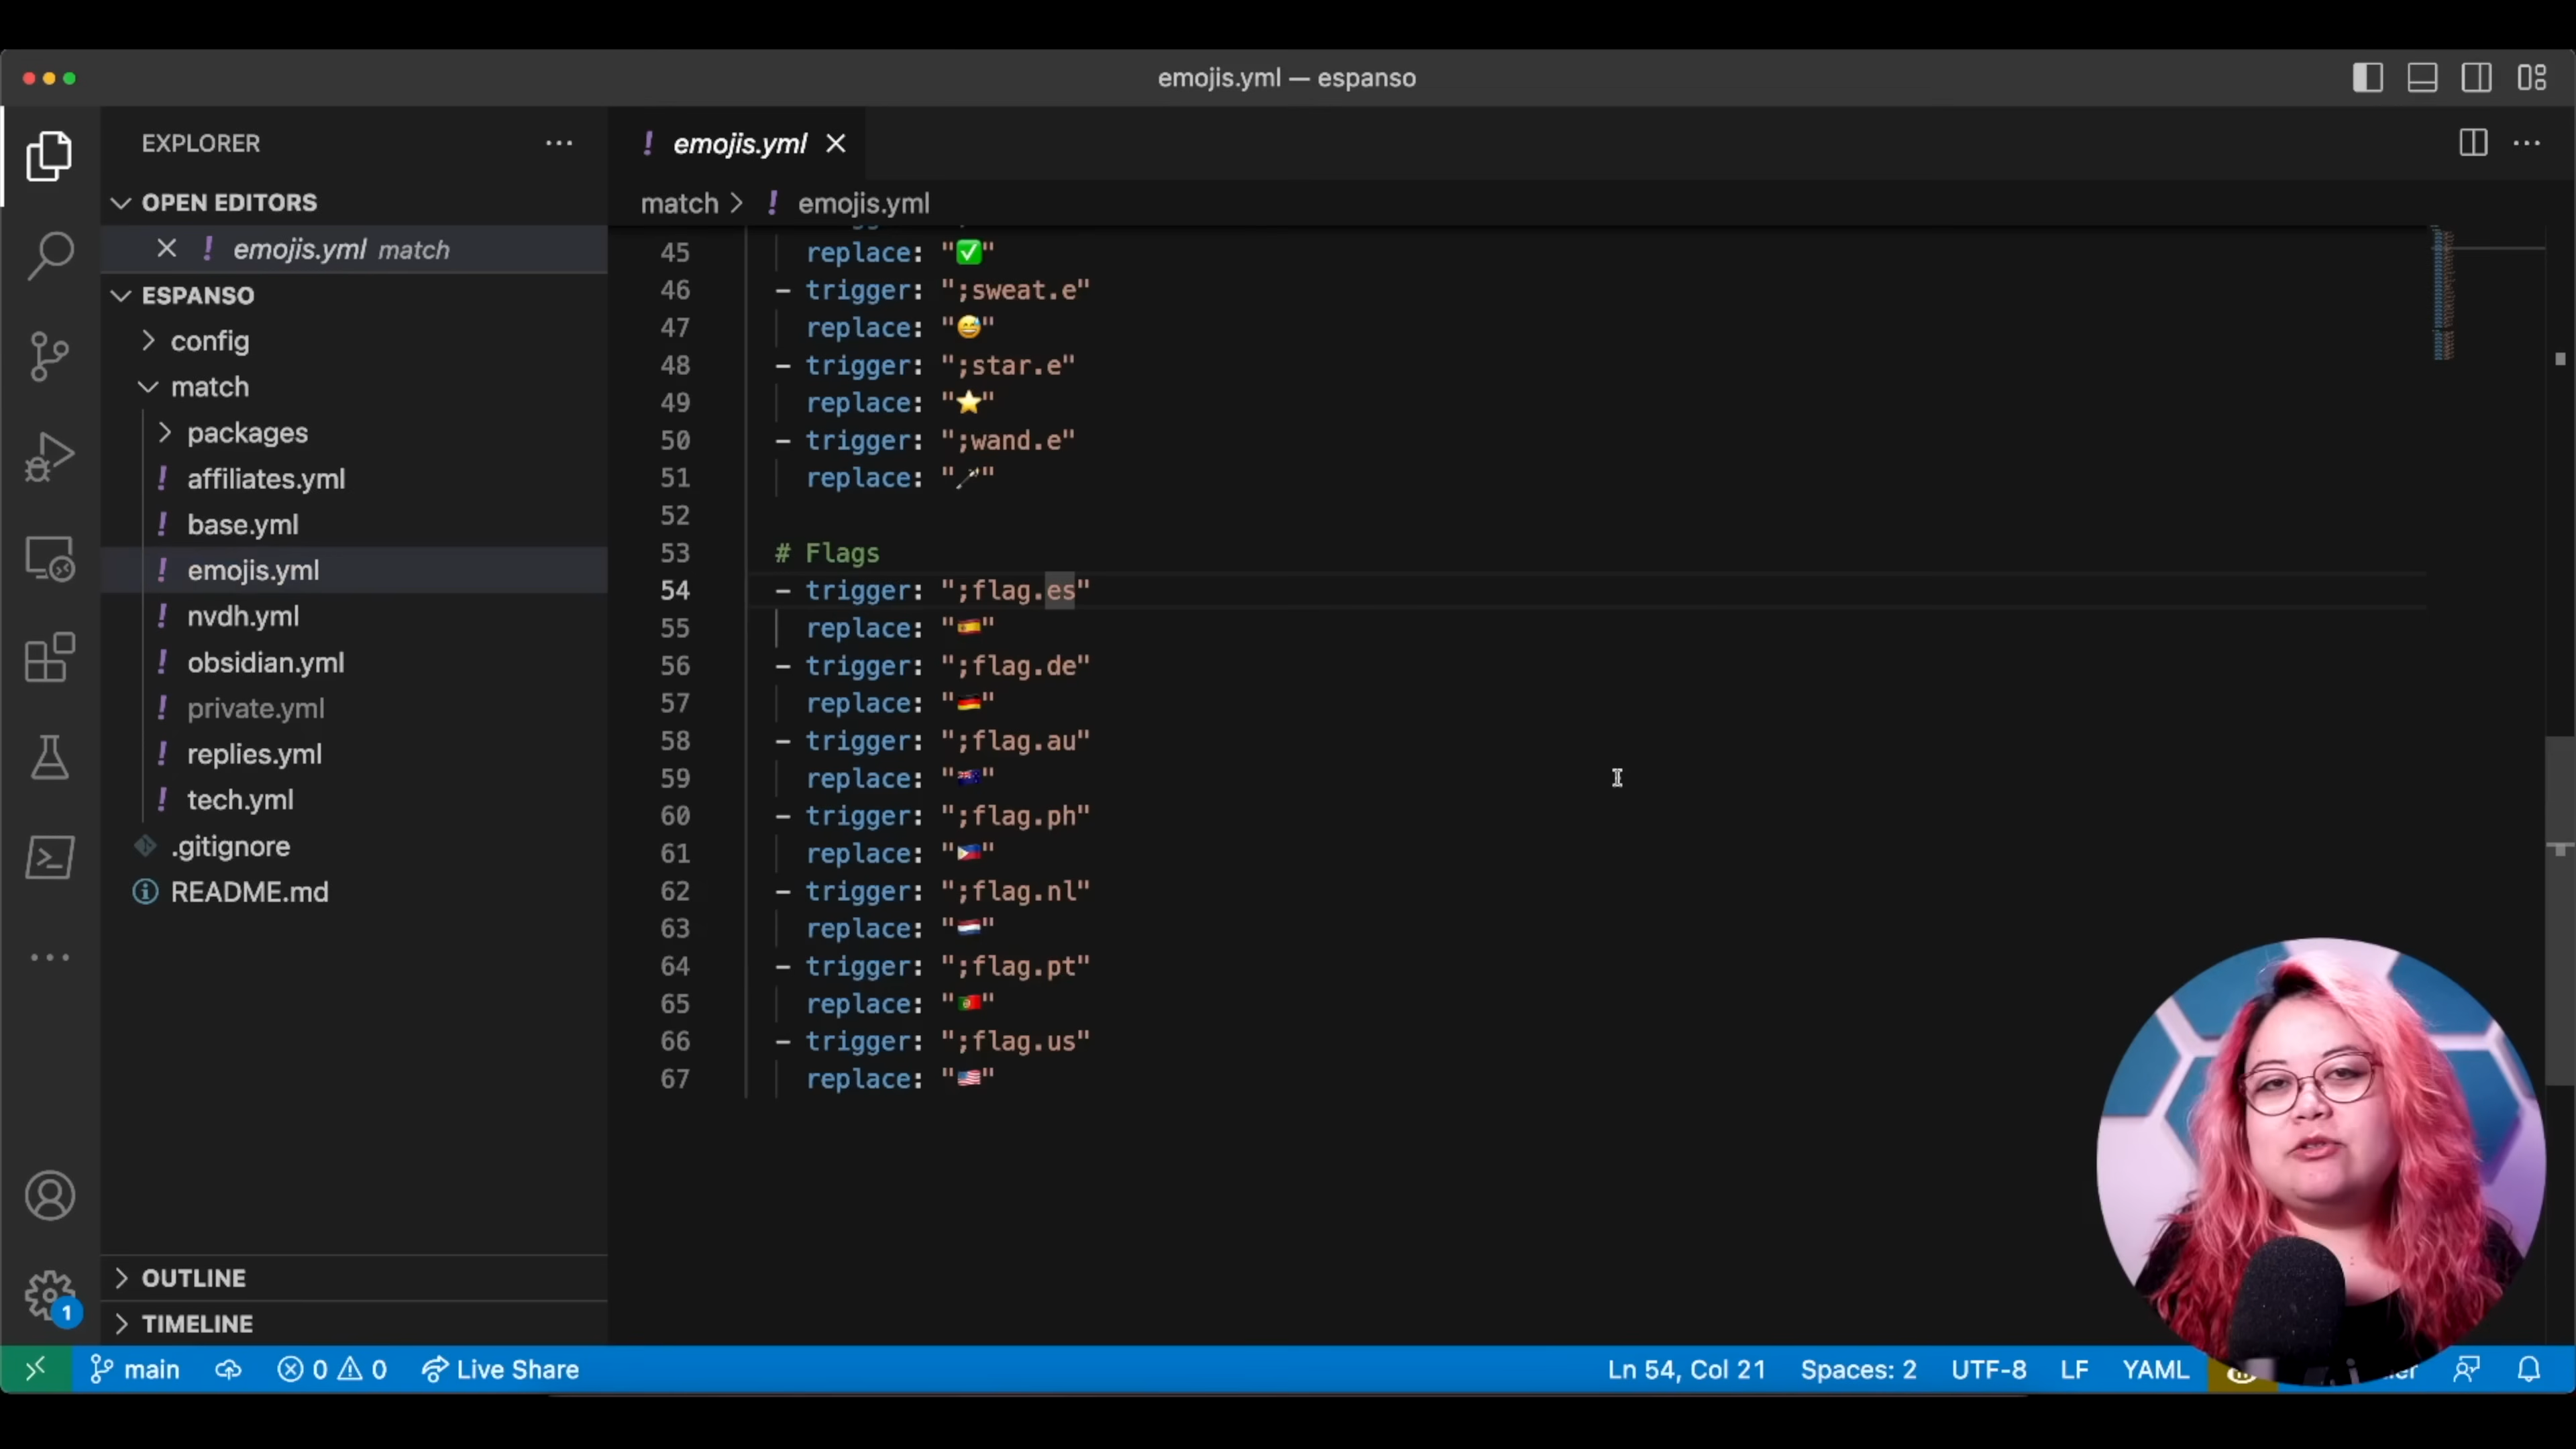 emojis.yml — espanso
EXPLORER
OPEN EDITORS
emojis.yml match
ESPANSO
config
match
packages
affiliates.yml
base.yml
emojis.yml
nvdh.yml
obsidian.yml
private.yml
replies.yml
tech.yml
.gitignore
README.md
OUTLINE
TIMELINE
emojis.yml
match > ! emojis.yml
45 replace: "✅"
46 - trigger: ";sweat.e"
47 replace: "😅"
48 - trigger: ";star.e"
49 replace: "⭐"
50 - trigger: ";wand.e"
51 replace: "🪄"
52
53 # Flags
54 - trigger: ";flag.es"
55 replace: "🇪🇸"
56 - trigger: ";flag.de"
57 replace: "🇩🇪"
58 - trigger: ";flag.au"
59 replace: "🇦🇺"
60 - trigger: ";flag.ph"
61 replace: "🇵🇭"
62 - trigger: ";flag.nl"
63 replace: "🇳🇱"
64 - trigger: ";flag.pt"
65 replace: "🇵🇹"
66 - trigger: ";flag.us"
67 replace: "🇺🇸"
1
main 0 0 Live Share Ln 54, Col 21 Spaces: 2 UTF-8 LF YAML